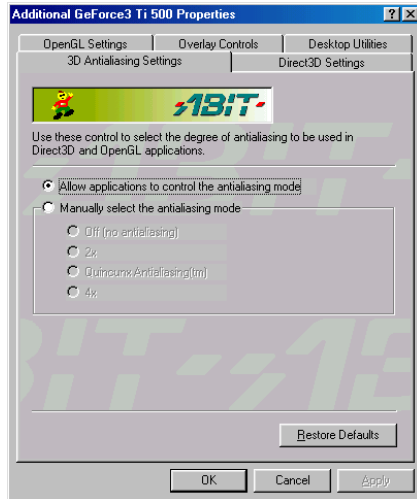 Additional GeForce3 Ti 500 Properties
OpenGL Settings
Overlay Controls
Desktop Utilities
3D Antialiasing Settings
Direct3D Settings
ABIT
Use these control to select the degree of antialiasing to be used in
Direct3D and OpenGL applications.
Allow applications to control the antialiasing mode
Manually select the antialiasing mode
Off (no antialiasing)
2x
Quincunx Antialiasing(tm)
4x
Restore Defaults
OK
Cancel
Apply